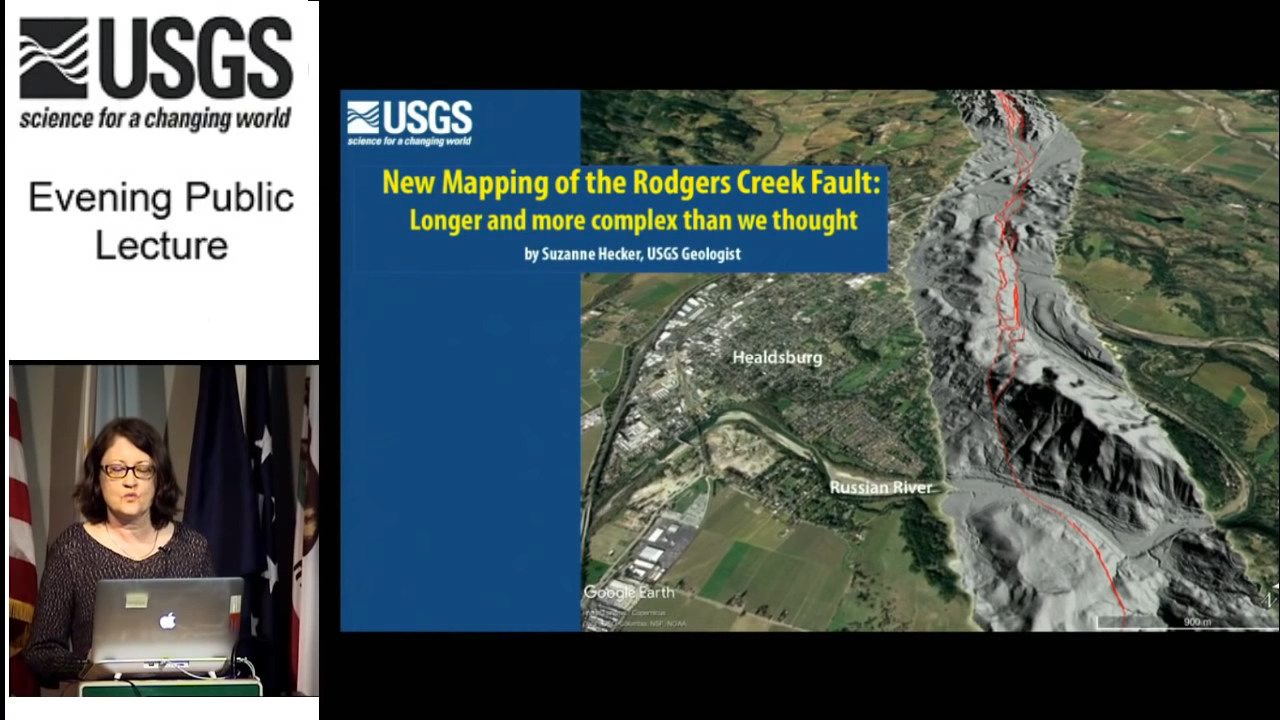 USGS
science for a changing world
Evening Public
Lecture
USGS
science for a changing world
New Mapping of the Rodgers Creek Fault:
Longer and more complex than we thought
by Suzanne Hecker, USGS Geologist
Healdsburg
Russian River
Google Earth
900 m